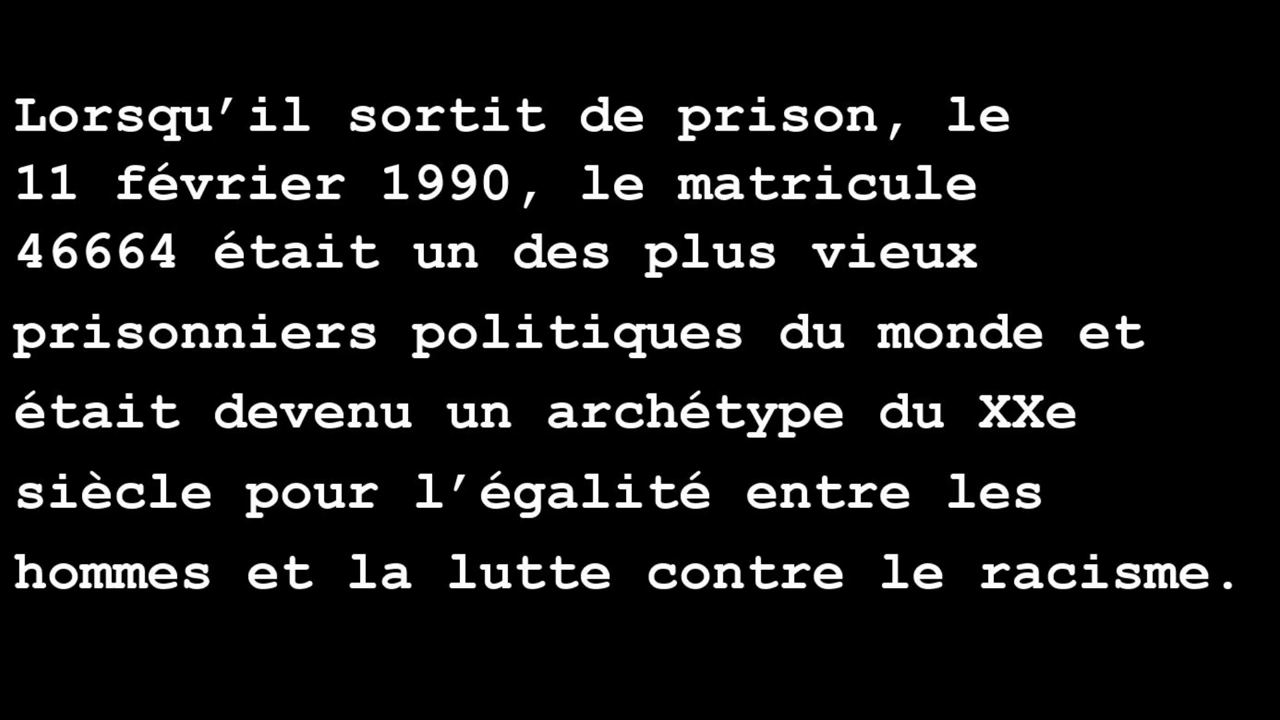 Lorsqu’il sortit de prison, le
11 février 1990, le matricule
46664 était un des plus vieux
prisonniers politiques du monde et
était devenu un archétype du XXe
siècle pour l’égalité entre les
hommes et la lutte contre le racisme.